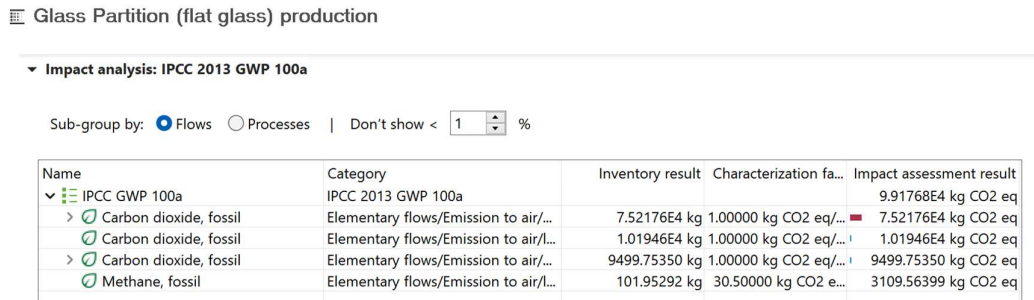 Glass Partition (flat glass) production
Impact analysis: IPCC 2013 GWP 100a
Sub-group by: Flows Processes | Don't show < 1 %
Name Category Inventory result Characterization fa... Impact assessment result
IPCC GWP 100a IPCC 2013 GWP 100a 9.91768E4 kg CO2 eq
Carbon dioxide, fossil Elementary flows/Emission to air/... 7.52176E4 kg 1.00000 kg CO2 eq/... 7.52176E4 kg CO2 eq
Carbon dioxide, fossil Elementary flows/Emission to air/l... 1.01946E4 kg 1.00000 kg CO2 eq/... 1.01946E4 kg CO2 eq
Carbon dioxide, fossil Elementary flows/Emission to air/... 9499.75350 kg 1.00000 kg CO2 eq/... 9499.75350 kg CO2 eq
Methane, fossil Elementary flows/Emission to air/l... 101.95292 kg 30.50000 kg CO2 e... 3109.56399 kg CO2 eq